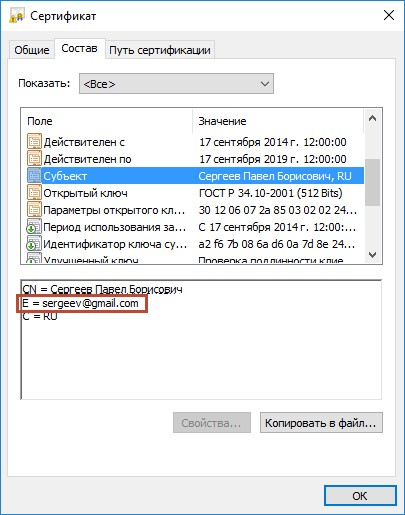 Сертификат
Общие Состав Путь сертификации
Показать: <Все>
Поле Значение
Действителен с 17 сентября 2014 г. 12:00:00
Действителен по 17 сентября 2019 г. 12:00:00
Субъект Сергеев Павел Борисович, RU
Открытый ключ ГОСТ Р 34.10-2001 (512 Bits)
Параметры открытого кл... 30 12 06 07 2a 85 03 02 02 24...
Период использования за... С 17 сентября 2014 г. 12:00:0...
Идентификатор ключа су... a2 f6 7b 08 6a d6 0a 7d 8e 24...
Улучшенный ключ Проверка подлинности клие
CN = Сергеев Павел Борисович
E = sergeev@gmail.com
C = RU
Свойства... Копировать в файл...
ОК